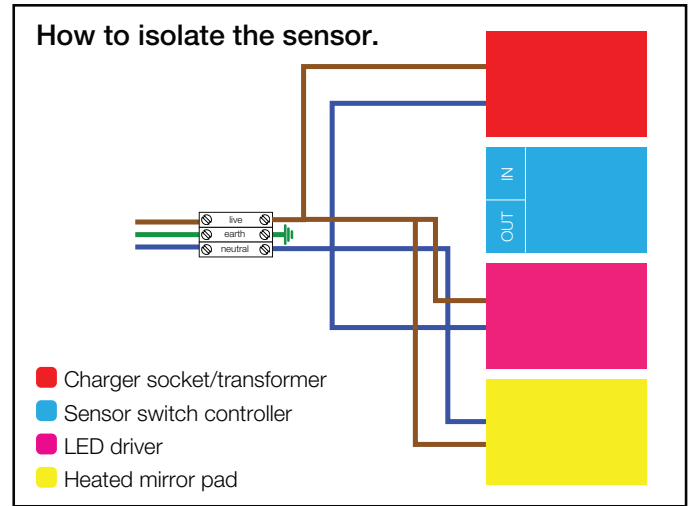 How to isolate the sensor.
IN
OUT
live
earth
neutral
Charger socket/transformer
Sensor switch controller
LED driver
Heated mirror pad